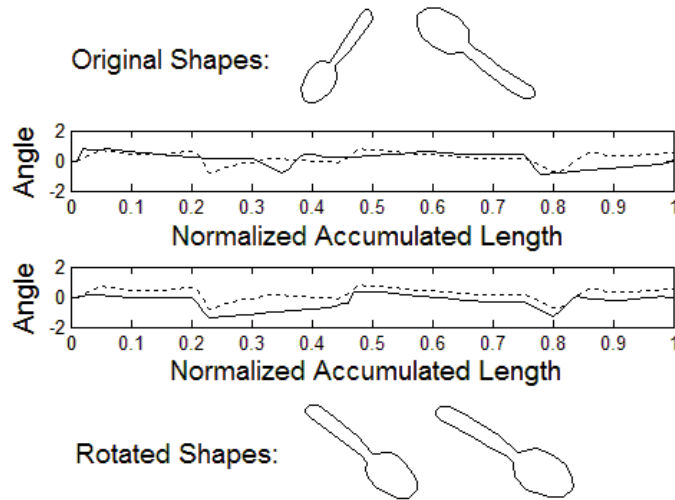 Original Shapes:
Angle
2
0
-2
0 0.1 0.2 0.3 0.4 0.5 0.6 0.7 0.8 0.9 1
Normalized Accumulated Length
Angle
2
0
-2
0 0.1 0.2 0.3 0.4 0.5 0.6 0.7 0.8 0.9 1
Normalized Accumulated Length
Rotated Shapes: